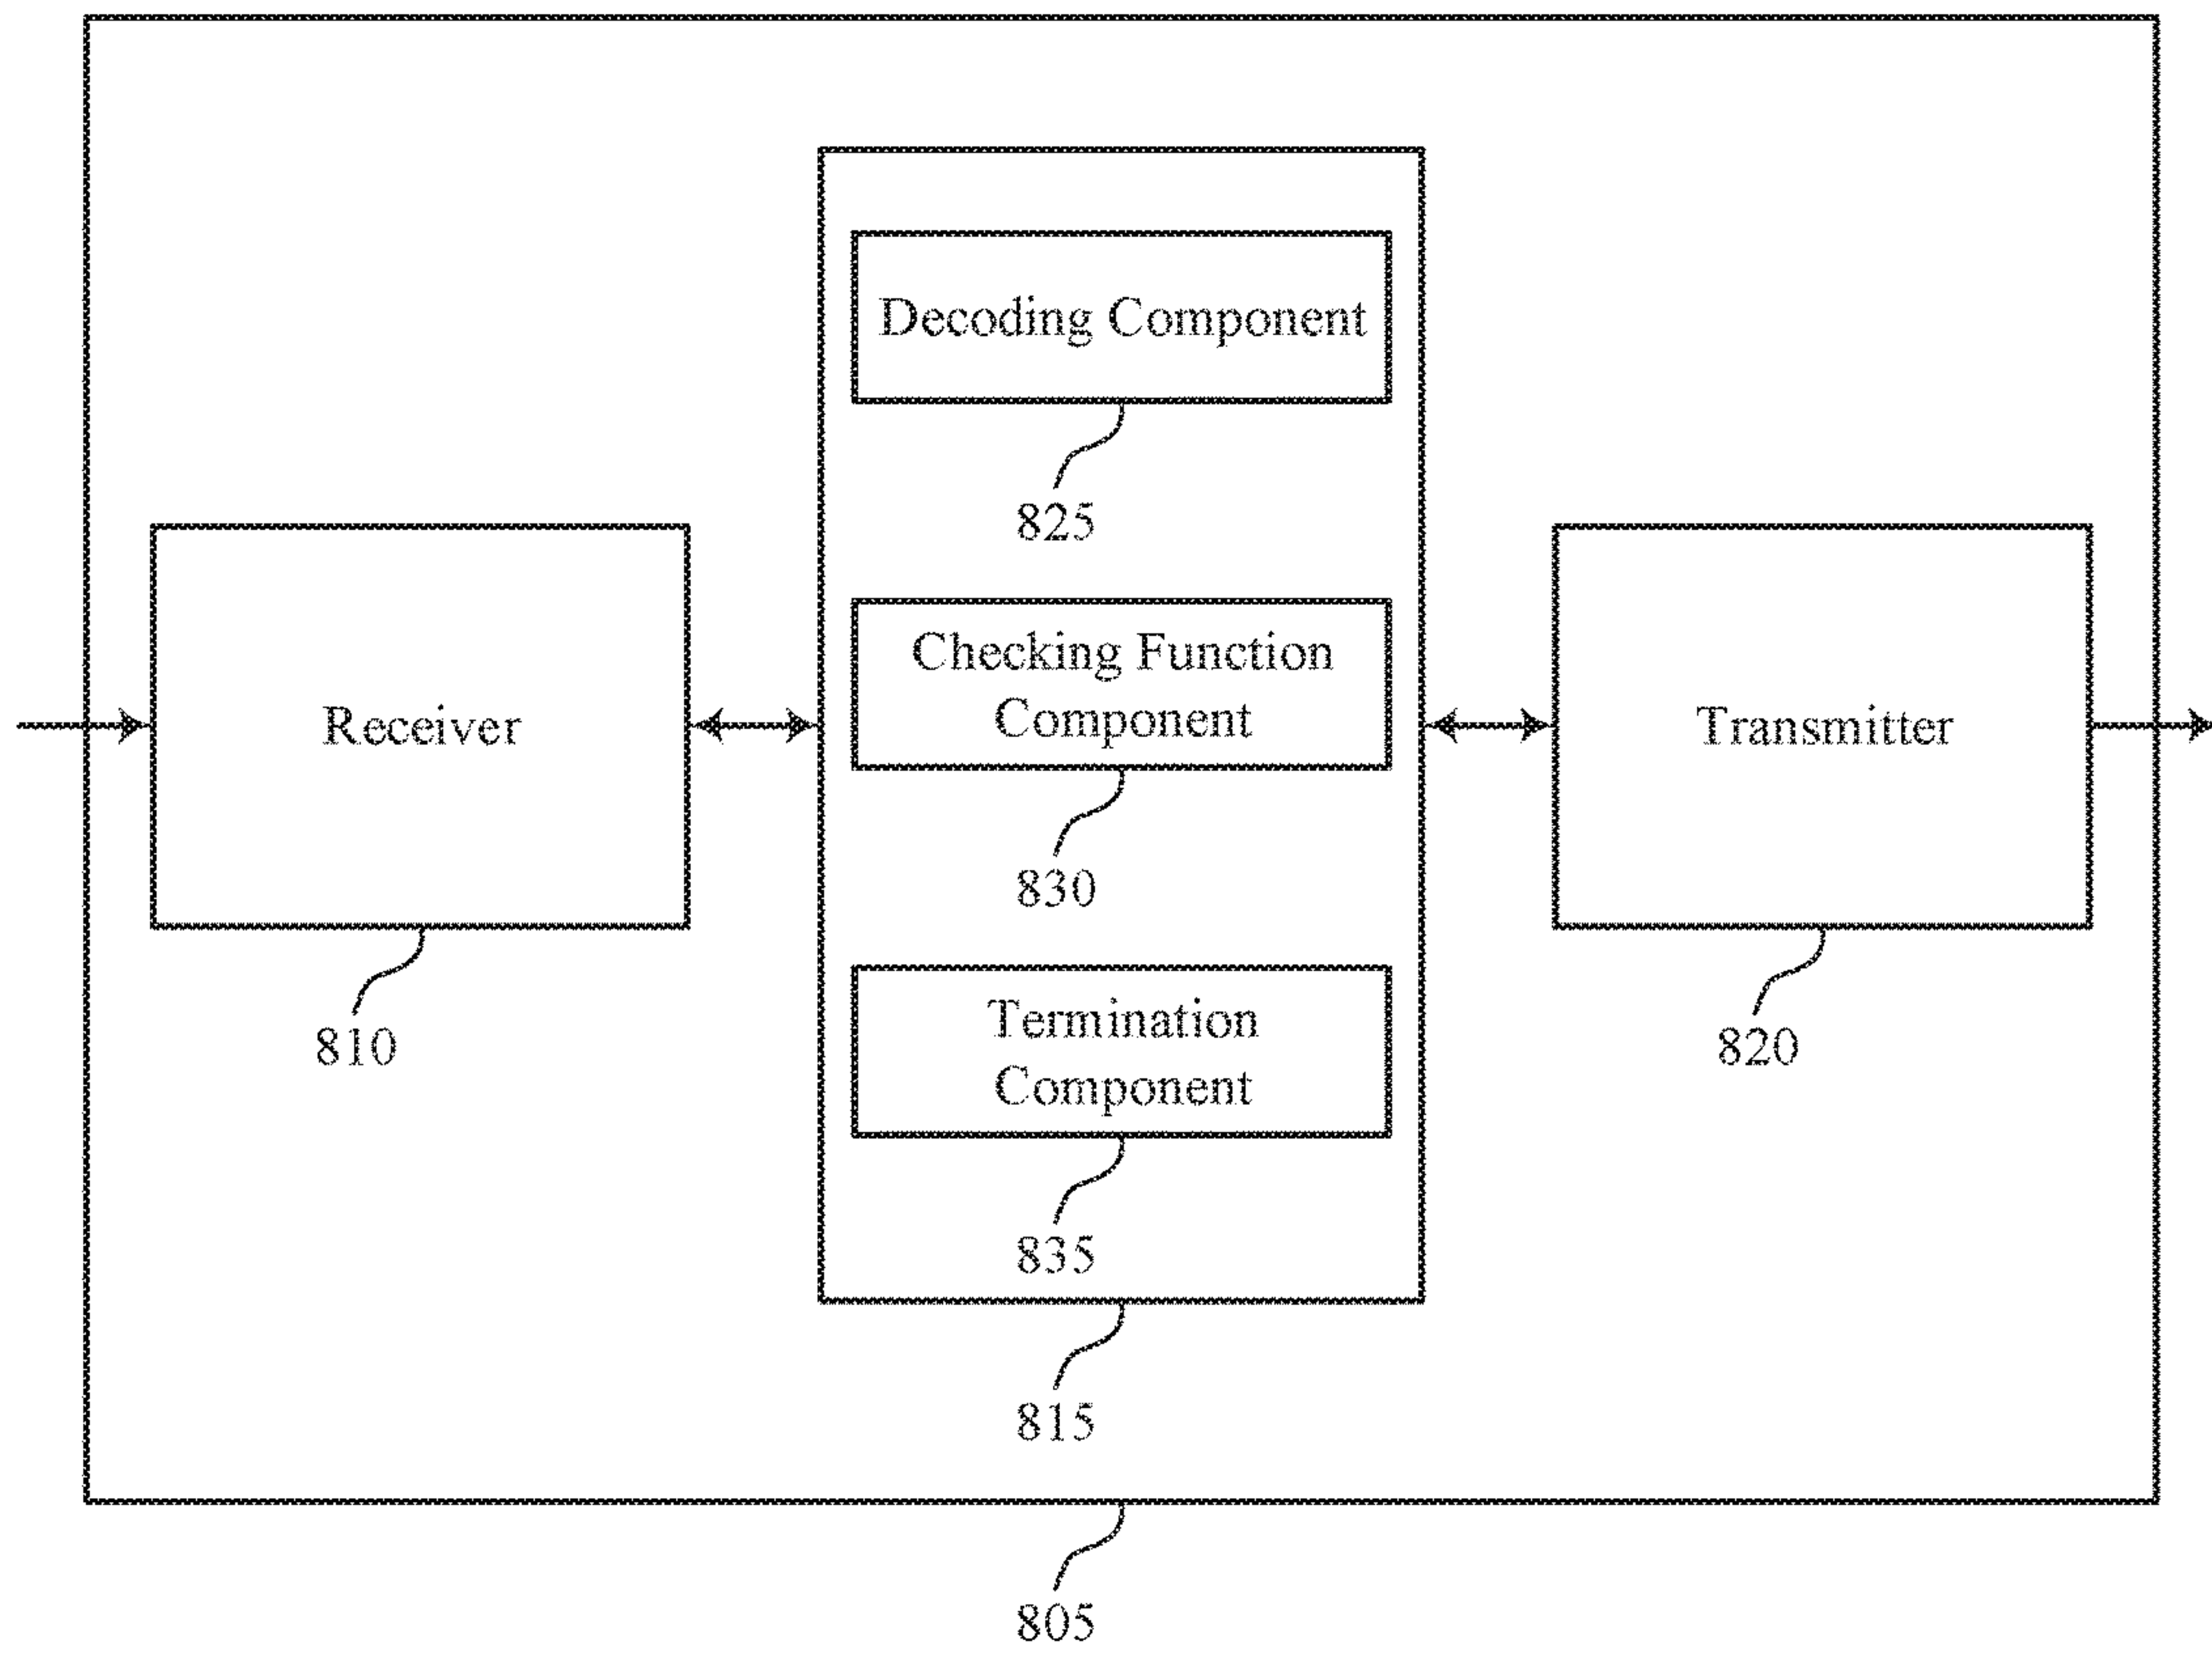 Decoding Component
825
Receiver
810
Checking Function
Component
830
Transmitter
820
Termination
Component
835
815
805